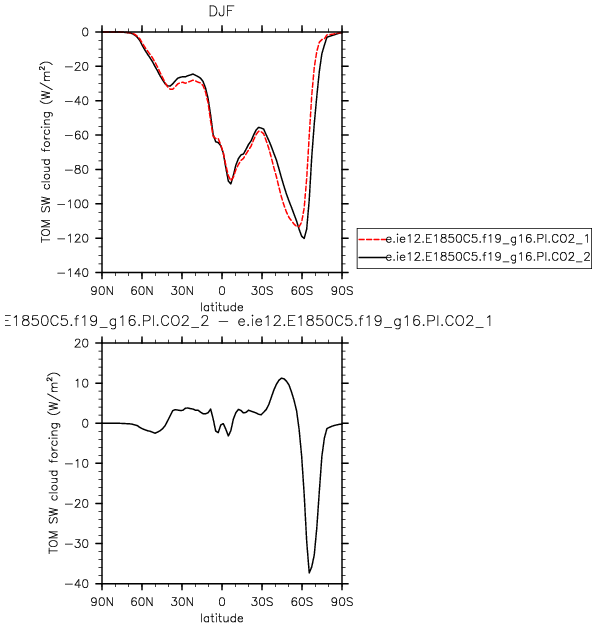 DJF
0
−20
−40
−60
−80
−100
−120
−140
TOM SW cloud forcing (W/m²)
90N 60N 30N 0 30S 60S 90S
latitude
e.ie12.E1850C5.f19_g16.PI.CO2_1
e.ie12.E1850C5.f19_g16.PI.CO2_2
E1850C5.f19_g16.PI.CO2_2 − e.ie12.E1850C5.f19_g16.PI.CO2_1
20
10
0
−10
−20
−30
−40
TOM SW cloud forcing (W/m²)
90N 60N 30N 0 30S 60S 90S
latitude